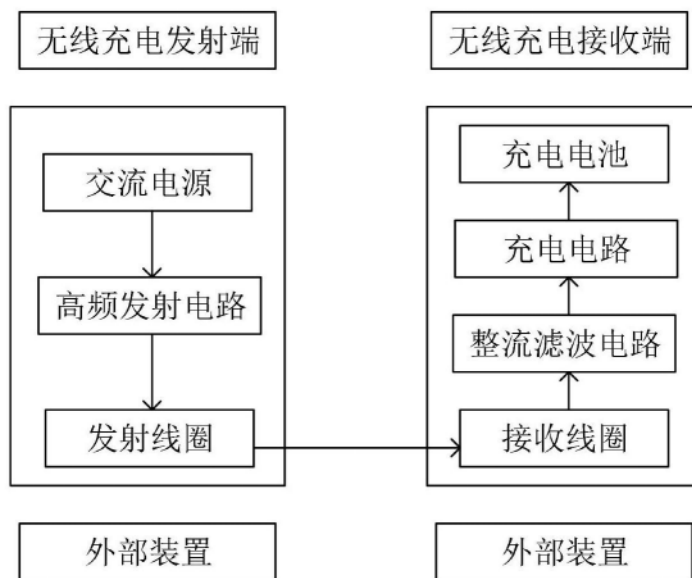 无线充电发射端
无线充电接收端
交流电源
高频发射电路
发射线圈
充电电池
充电电路
整流滤波电路
接收线圈
外部装置
外部装置